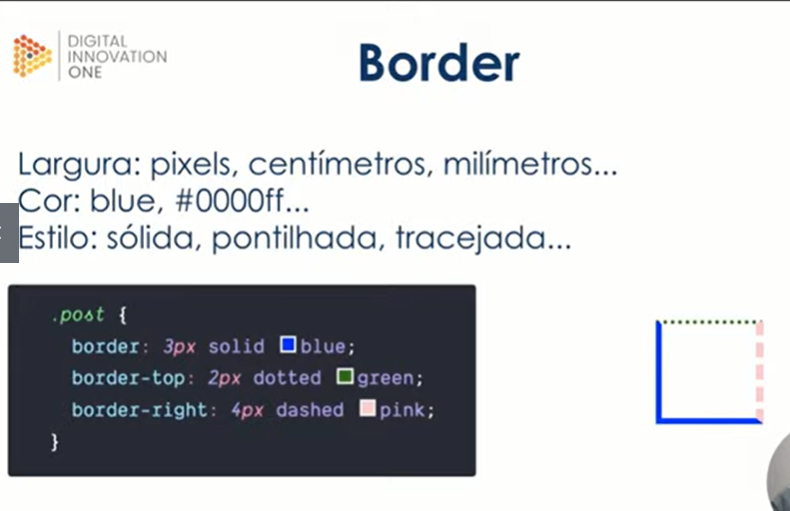 DIGITAL
INNOVATION
ONE
Border
Largura: pixels, centímetros, milímetros...
Cor: blue, #0000ff...
Estilo: sólida, pontilhada, tracejada...
.post {
border: 3px solid blue;
border-top: 2px dotted green;
border-right: 4px dashed pink;
}